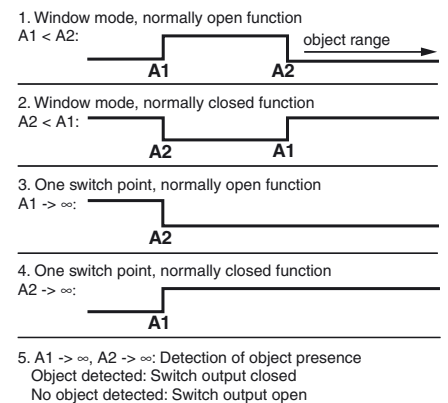 1. Window mode, normally open function
A1 < A2:
object range
A1 A2
2. Window mode, normally closed function
A2 < A1:
A2 A1
3. One switch point, normally open function
A1 -> ∞:
A2
4. One switch point, normally closed function
A2 -> ∞:
A1
5. A1 -> ∞, A2 -> ∞: Detection of object presence
Object detected: Switch output closed
No object detected: Switch output open